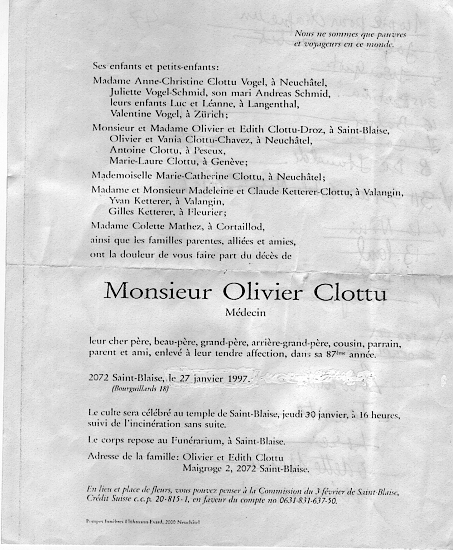 Nous ne sommes que pauvres
et voyageurs en ce monde.
Ses enfants et petits-enfants:
Madame Anne-Christine Clottu Vogel, à Neuchâtel,
Juliette Vogel-Schmid, son mari Andreas Schmid,
leurs enfants Luc et Léanne, à Langenthal,
Valentine Vogel, à Zürich;
Monsieur et Madame Olivier et Edith Clottu-Droz, à Saint-Blaise,
Olivier et Vania Clottu-Chavez, à Neuchâtel,
Antoine Clottu, à Peseux,
Marie-Laure Clottu, à Genève;
Mademoiselle Marie-Catherine Clottu, à Neuchâtel;
Madame et Monsieur Madeleine et Claude Ketterer-Clottu, à Valangin,
Yvan Ketterer, à Valangin,
Gilles Ketterer, à Fleurier;
Madame Colette Mathez, à Cortaillod,
ainsi que les familles parentes, alliées et amies,
ont la douleur de vous faire part du décès de
Monsieur Olivier Clottu
Médecin
leur cher père, beau-père, grand-père, arrière-grand-père, cousin, parrain,
parent et ami, enlevé à leur tendre affection, dans sa 87ème année.
2072 Saint-Blaise, le 27 janvier 1997.
(Bourguillards 18)
Le culte sera célébré au temple de Saint-Blaise, jeudi 30 janvier, à 16 heures,
suivi de l'incinération sans suite.
Le corps repose au Funérarium, à Saint-Blaise.
Adresse de la famille: Olivier et Edith Clottu
Maigroge 2, 2072 Saint-Blaise.
En lieu et place de fleurs, vous pouvez penser à la Commission du 3 février de Saint-Blaise,
Crédit Suisse c.c.p. 20-815-1, en faveur du compte no 0631-831-637-50.
Pompes funèbres 2000 Neuchâtel